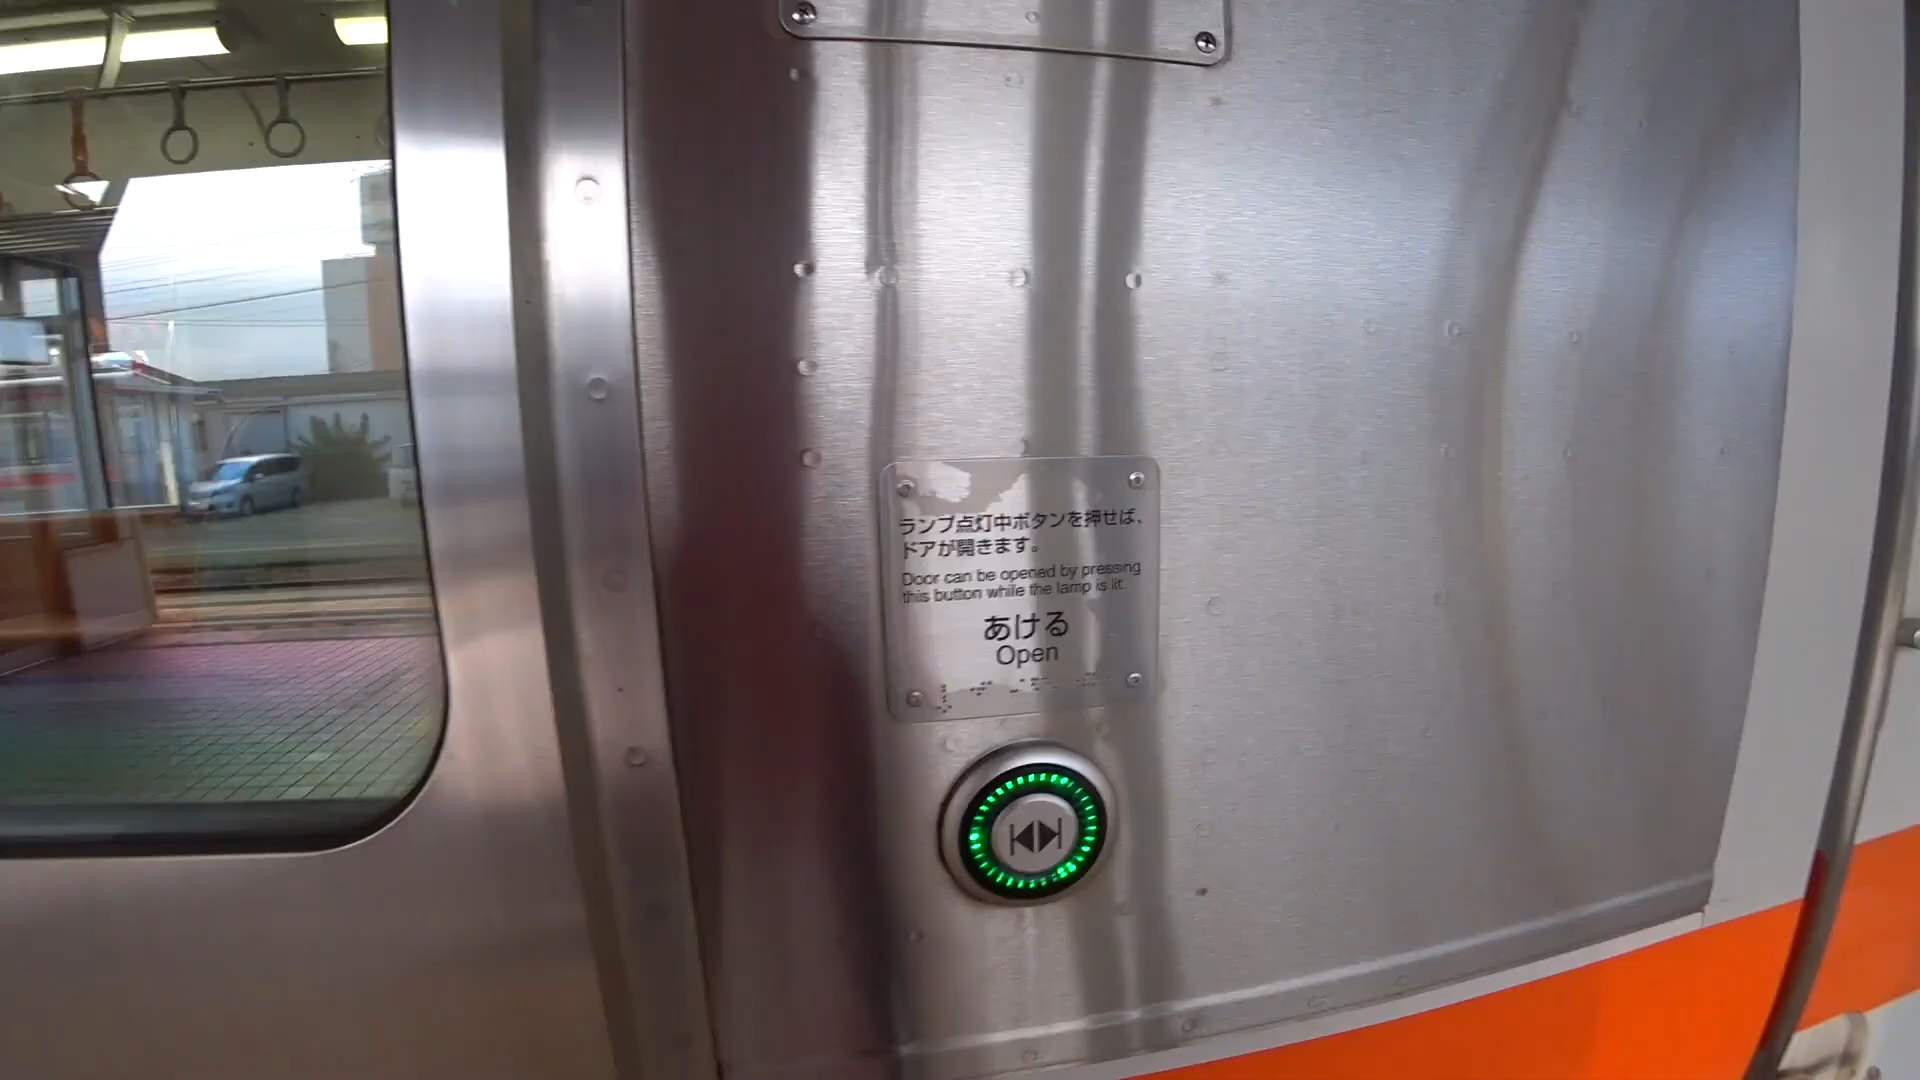 ランプ点灯中ボタンを押せば、
ドアが開きます。
Door can be opened by pressing
this button while the lamp is lit.
あける
Open